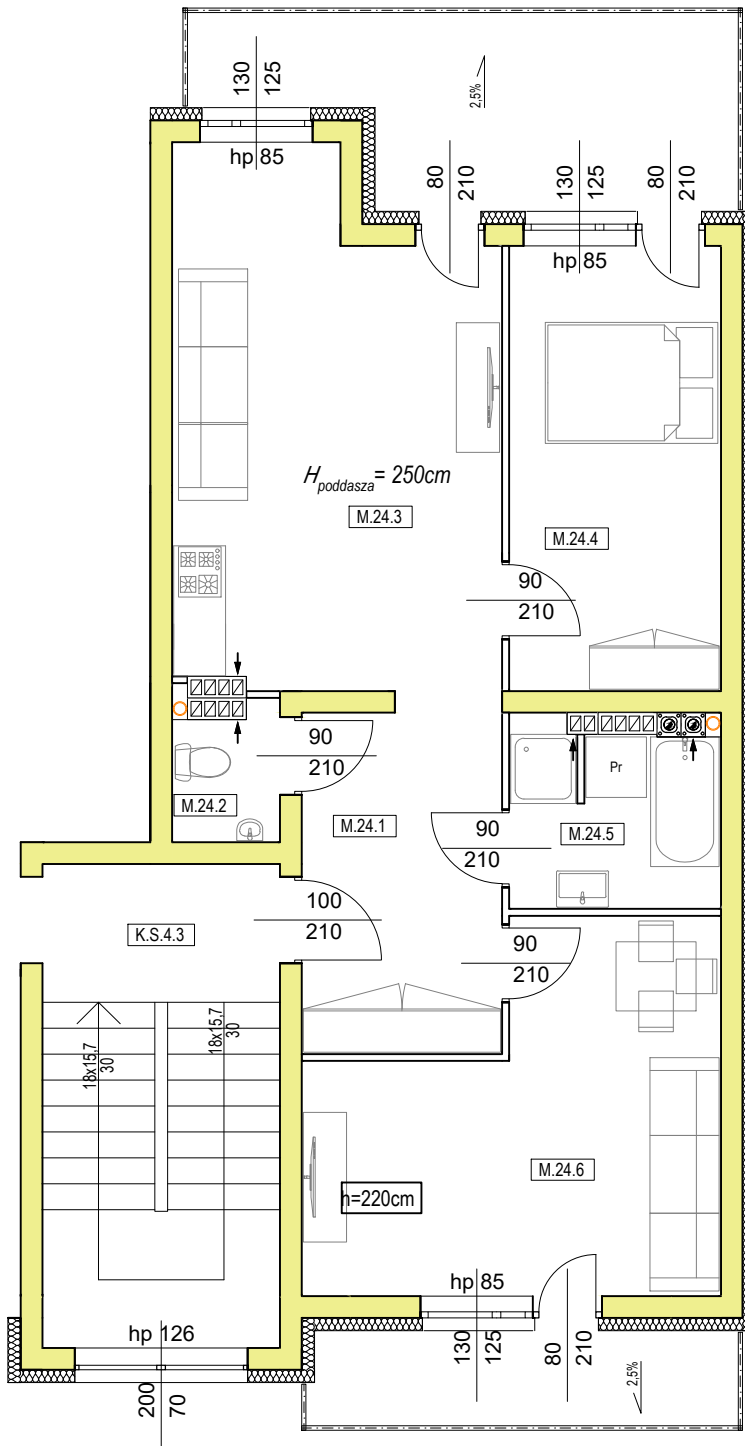 130
125
2,5%
hp 85
80
210
130
125
80
210
hp 85
H poddasza = 250cm
M.24.3
M.24.4
90
210
90
210
Pr
M.24.2
M.24.1
90
210
M.24.5
100
210
K.S.4.3
90
210
18x15,7
30
18x15,7
30
M.24.6
h=220cm
hp 85
hp 126
130
125
80
210
2,5%
200
70